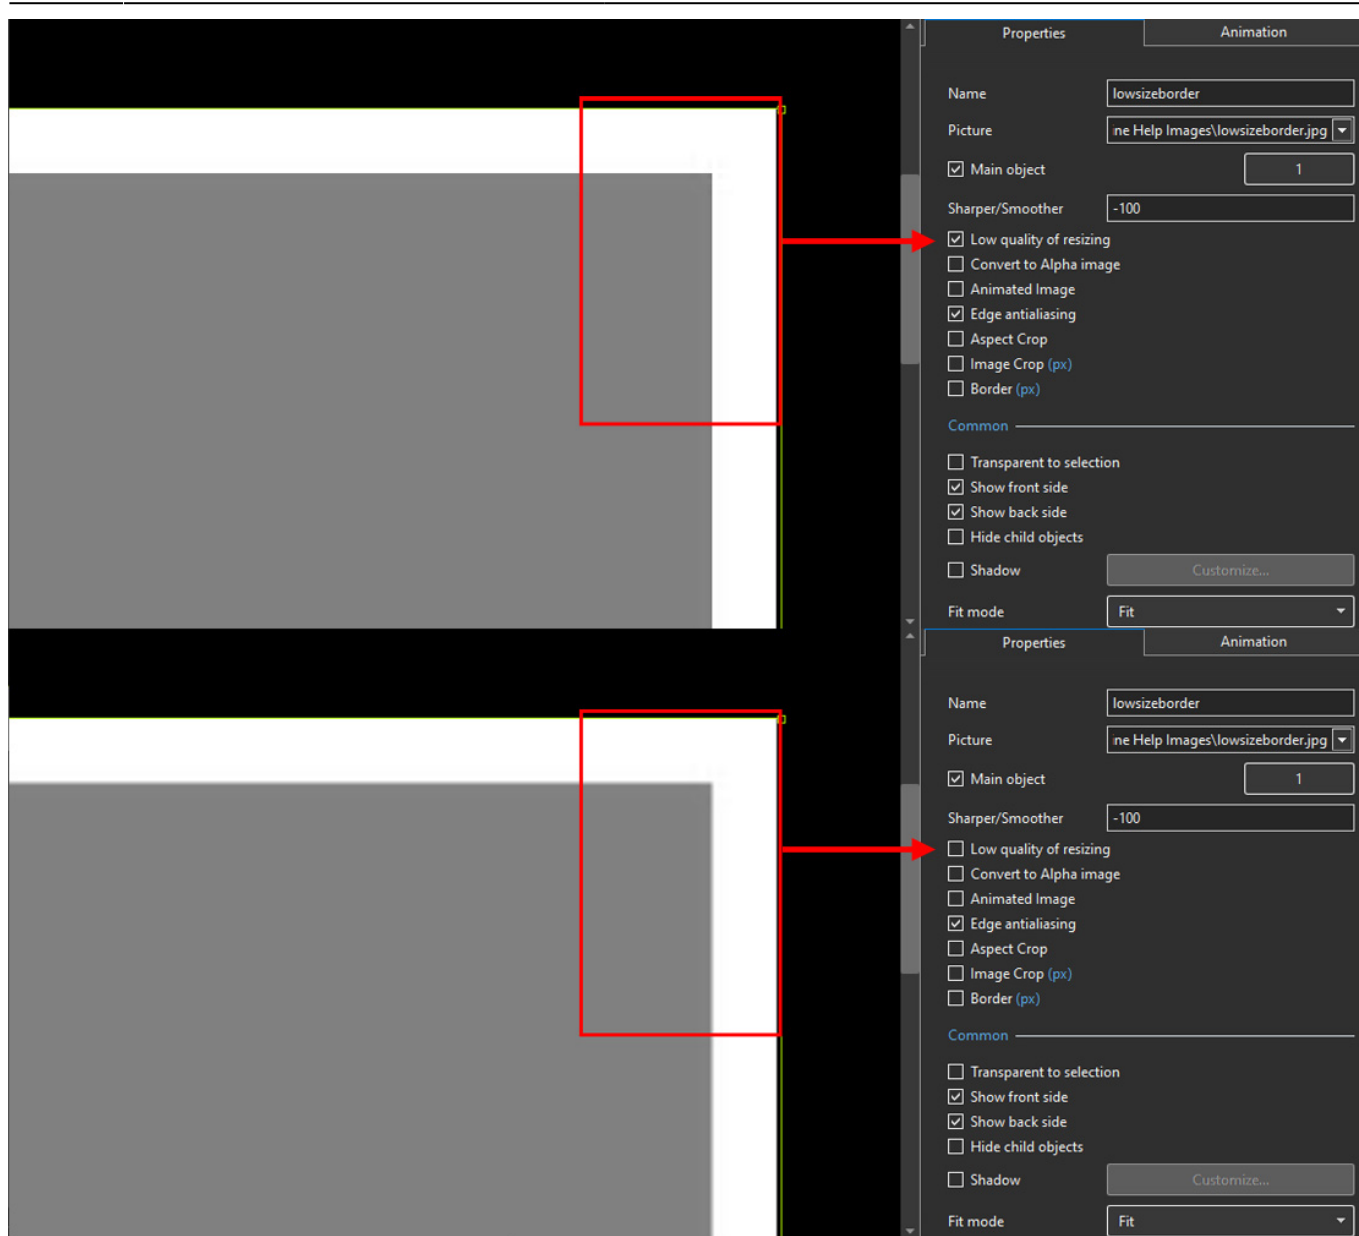 Properties Animation
Name lowsizeborder
Picture ne Help Images\lowsizeborder.jpg
Main object 1
Sharper/Smoother -100
Low quality of resizing
Convert to Alpha image
Animated Image
Edge antialiasing
Aspect Crop
Image Crop (px)
Border (px)
Common
Transparent to selection
Show front side
Show back side
Hide child objects
Shadow Customize...
Fit mode Fit
Properties Animation
Name lowsizeborder
Picture ne Help Images\lowsizeborder.jpg
Main object 1
Sharper/Smoother -100
Low quality of resizing
Convert to Alpha image
Animated Image
Edge antialiasing
Aspect Crop
Image Crop (px)
Border (px)
Common
Transparent to selection
Show front side
Show back side
Hide child objects
Shadow Customize...
Fit mode Fit